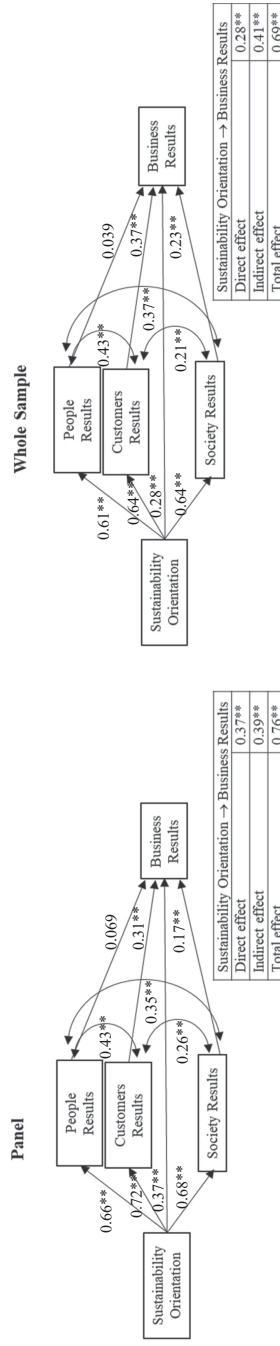 Panel
People
Results
Customers
Results
Society Results
Sustainability
Orientation
Business
Results
0.66**
0.72**
0.37**
0.68**
0.43**
0.35**
0.26**
0.069
0.31**
0.17**
Sustainability Orientation → Business Results
Direct effect 0.37**
Indirect effect 0.39**
Total effect 0.76**
Whole Sample
People
Results
Customers
Results
Society Results
Sustainability
Orientation
Business
Results
0.61**
0.64**
0.28**
0.64**
0.43**
0.37**
0.21**
0.039
0.37**
0.23**
Sustainability Orientation → Business Results
Direct effect 0.28**
Indirect effect 0.41**
Total effect 0.69**